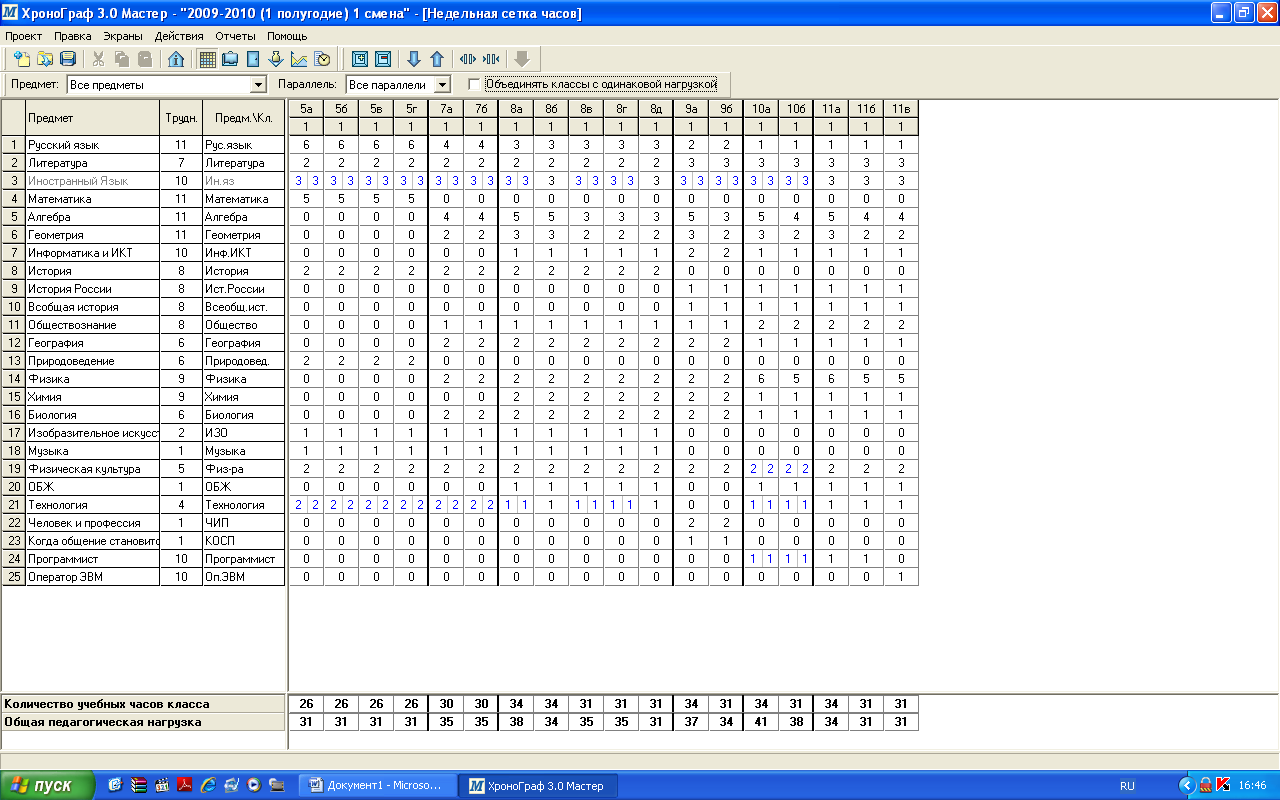 ХроноГраф 3.0 Мастер - "2009-2010 (1 полугодие) 1 смена" - [Недельная сетка часов]
Проект Правка Экраны Действия Отчеты Помощь
Предмет: Все предметы Параллель: Все параллели Объединять классы с одинаковой нагрузкой
Предмет Трудн. Предм.\Кл. 5а 5б 5в 5г 7а 7б 8а 8б 8в 8г 8д 9а 9б 10а 10б 11а 11б 11в
1 1 1 1 1 1 1 1 1 1 1 1 1 1 1 1 1 1
1 Русский язык 11 Рус.язык 6 6 6 6 4 4 3 3 3 3 3 2 2 1 1 1 1 1
2 Литература 7 Литература 2 2 2 2 2 2 2 2 2 2 2 3 3 3 3 3 3 3
3 Иностранный Язык 10 Ин.яз 3 3 3 3 3 3 3 3 3 3 3 3 3 3 3 3 3 3 3 3 3 3 3 3 3 3 3 3 3 3 3
4 Математика 11 Математика 5 5 5 5 0 0 0 0 0 0 0 0 0 0 0 0 0 0
5 Алгебра 11 Алгебра 0 0 0 0 4 4 5 5 3 3 3 5 3 5 4 5 4 4
6 Геометрия 11 Геометрия 0 0 0 0 2 2 3 3 2 2 2 3 2 3 2 3 2 2
7 Информатика и ИКТ 10 Инф.ИКТ 0 0 0 0 0 0 1 1 1 1 1 2 2 1 1 1 1 1
8 История 8 История 2 2 2 2 2 2 2 2 2 2 2 0 0 0 0 0 0 0
9 История России 8 Ист.России 0 0 0 0 0 0 0 0 0 0 0 1 1 1 1 1 1 1
10 Всобщая история 8 Всеобщ.ист. 0 0 0 0 0 0 0 0 0 0 0 1 1 1 1 1 1 1
11 Обществознание 8 Общество 0 0 0 0 1 1 1 1 1 1 1 1 1 2 2 2 2 2
12 География 6 География 0 0 0 0 2 2 2 2 2 2 2 2 2 1 1 1 1 1
13 Природоведение 6 Природовед. 2 2 2 2 0 0 0 0 0 0 0 0 0 0 0 0 0 0
14 Физика 9 Физика 0 0 0 0 2 2 2 2 2 2 2 2 2 6 5 6 5 5
15 Химия 9 Химия 0 0 0 0 0 0 2 2 2 2 2 2 2 1 1 1 1 1
16 Биология 6 Биология 0 0 0 0 2 2 2 2 2 2 2 2 2 1 1 1 1 1
17 Изобразительное искусст 2 ИЗО 1 1 1 1 1 1 1 1 1 1 1 0 0 0 0 0 0 0
18 Музыка 1 Музыка 1 1 1 1 1 1 1 1 1 1 1 0 0 0 0 0 0 0
19 Физическая культура 5 Физ-ра 2 2 2 2 2 2 2 2 2 2 2 2 2 2 2 2 2 2 2 2
20 ОБЖ 1 ОБЖ 0 0 0 0 0 0 1 1 1 1 1 0 0 1 1 1 1 1
21 Технология 4 Технология 2 2 2 2 2 2 2 2 2 2 2 2 1 1 1 1 1 1 1 1 0 0 1 1 1 1 1 1 1
22 Человек и профессия 1 ЧИП 0 0 0 0 0 0 0 0 0 0 0 2 2 0 0 0 0 0
23 Когда общение становитс 1 КОСП 0 0 0 0 0 0 0 0 0 0 0 1 1 0 0 0 0 0
24 Программист 10 Программист 0 0 0 0 0 0 0 0 0 0 0 0 0 1 1 1 1 1 1 0
25 Оператор ЭВМ 10 Оп.ЭВМ 0 0 0 0 0 0 0 0 0 0 0 0 0 0 0 0 0 1
Количество учебных часов класса 26 26 26 26 30 30 34 34 31 31 31 34 31 34 31 34 31 31
Общая педагогическая нагрузка 31 31 31 31 35 35 38 34 35 35 31 37 34 41 38 34 31 31
пуск Документ1 - Microso... ХроноГраф 3.0 Мастер RU 16:46